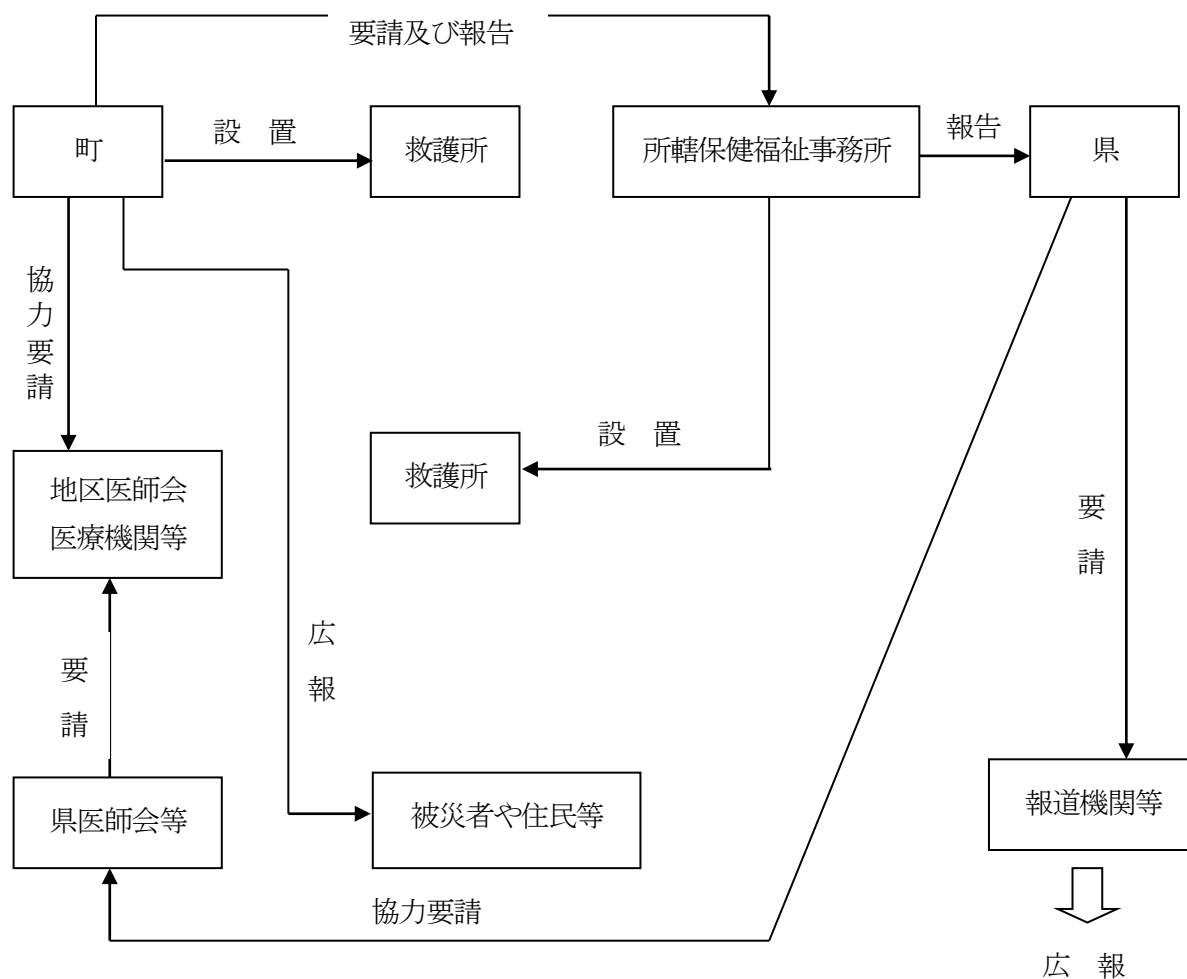 要請及び報告
町
設 置
救護所
所轄保健福祉事務所
報告
県
協力要請
救護所
設 置
地区医師会
医療機関等
要請
広報
要請
県医師会等
被災者や住民等
報道機関等
協力要請
広 報